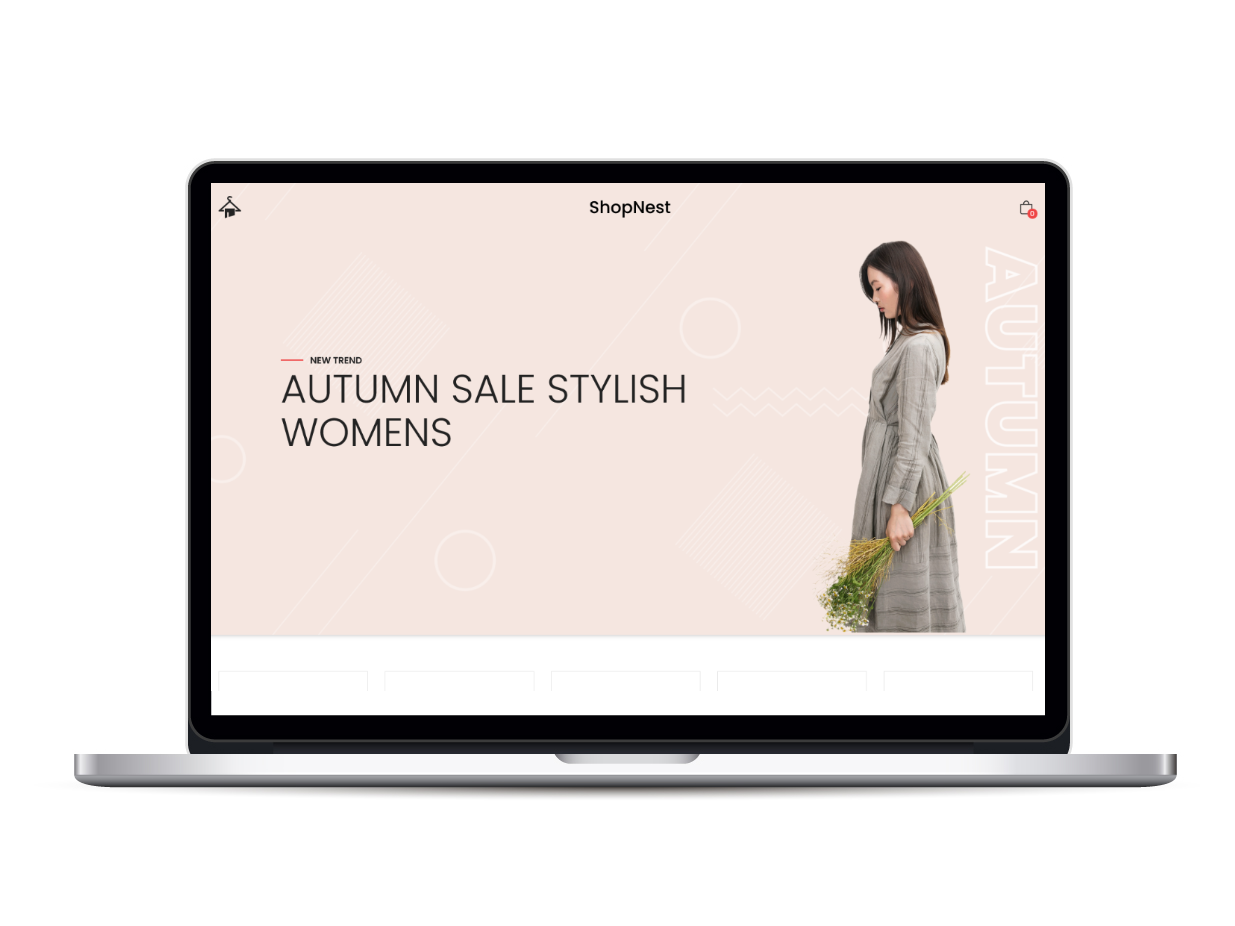 ShopNest
0
NEW TREND
AUTUMN SALE STYLISH
WOMENS
AUTUMN